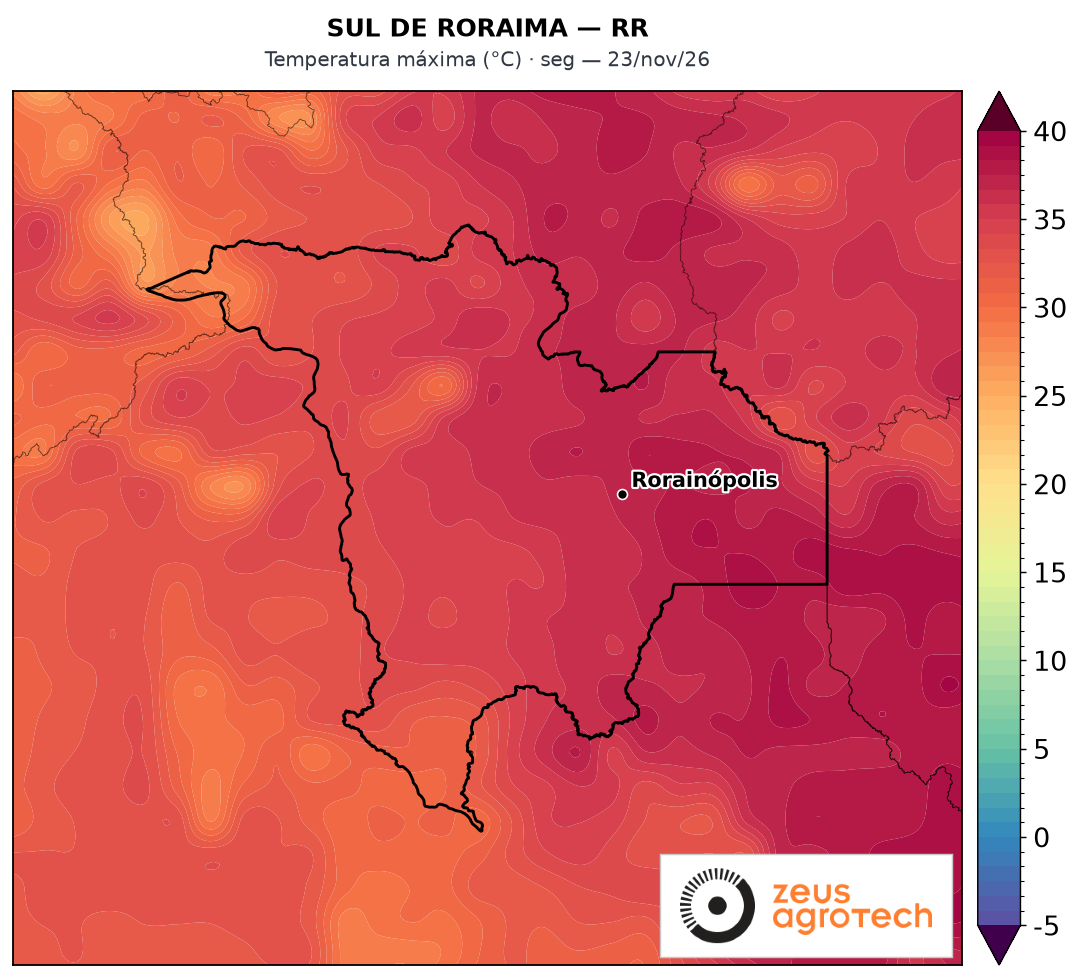 SUL DE RORAIMA — RR
Temperatura máxima (°C) · seg — 23/nov/26
40
35
30
25
20
15
10
5
0
-5
Rorainópolis
zeus
agrotech